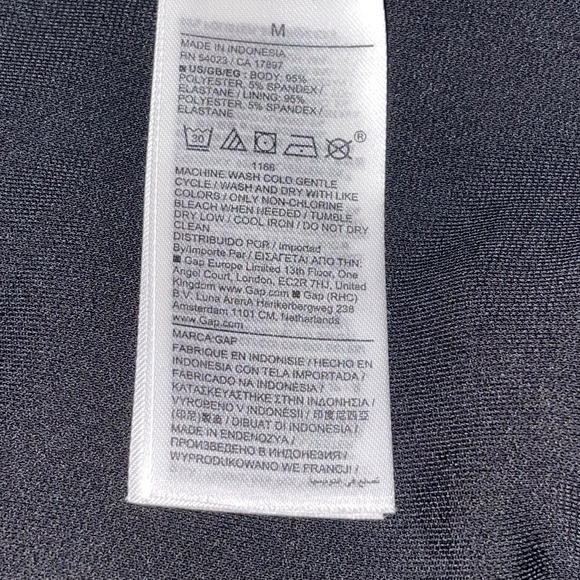 M
MADE IN INDONESIA
RN 54023 / CA 17897
US/GB/EG : BODY: 95%
POLYESTER, 5% SPANDEX /
ELASTANE / LINING: 95%
POLYESTER, 5% SPANDEX /
ELASTANE
30
®
1166
MACHINE WASH COLD GENTLE
CYCLE / WASH AND DRY WITH LIKE
COLORS / ONLY NON-CHLORINE
BLEACH WHEN NEEDED / TUMBLE
DRY LOW / COOL IRON / DO NOT DRY
CLEAN
DISTRIBUIDO POR / Imported
By/Importe Par / ΕΙΣΑΓΕΤΑΙ ΑΠΟ ΤΗΝ:
Gap Europe Limited 13th Floor, One
Angel Court, London, EC2R 7HJ, United
Kingdom www.Gap.com Gap (RHC)
B.V. Luna ArenA Herikerbergweg 238
Amsterdam 1101 CM, Netherlands
www.Gap.com
MARCA:GAP
FABRIQUE EN INDONISIE / HECHO EN
INDONESIA CON TELA IMPORTADA /
FABRICADO NA INDONÉSIA /
ΚΑΤΑΣΚΕΥΑΣΤΗΚΕ ΣΤΗΝ ΙΝΔΟΝΗΣΙΑ /
VYROBENO V INDONÉSII / 印度尼西亚
(印尼)製造 / DIBUAT DI INDONESIA /
MADE IN ENDENOZYA /
ПРОИЗВЕДЕНО В ИНДОНЕЗИИ /
WYPRODUKOWANO WE FRANCJI /